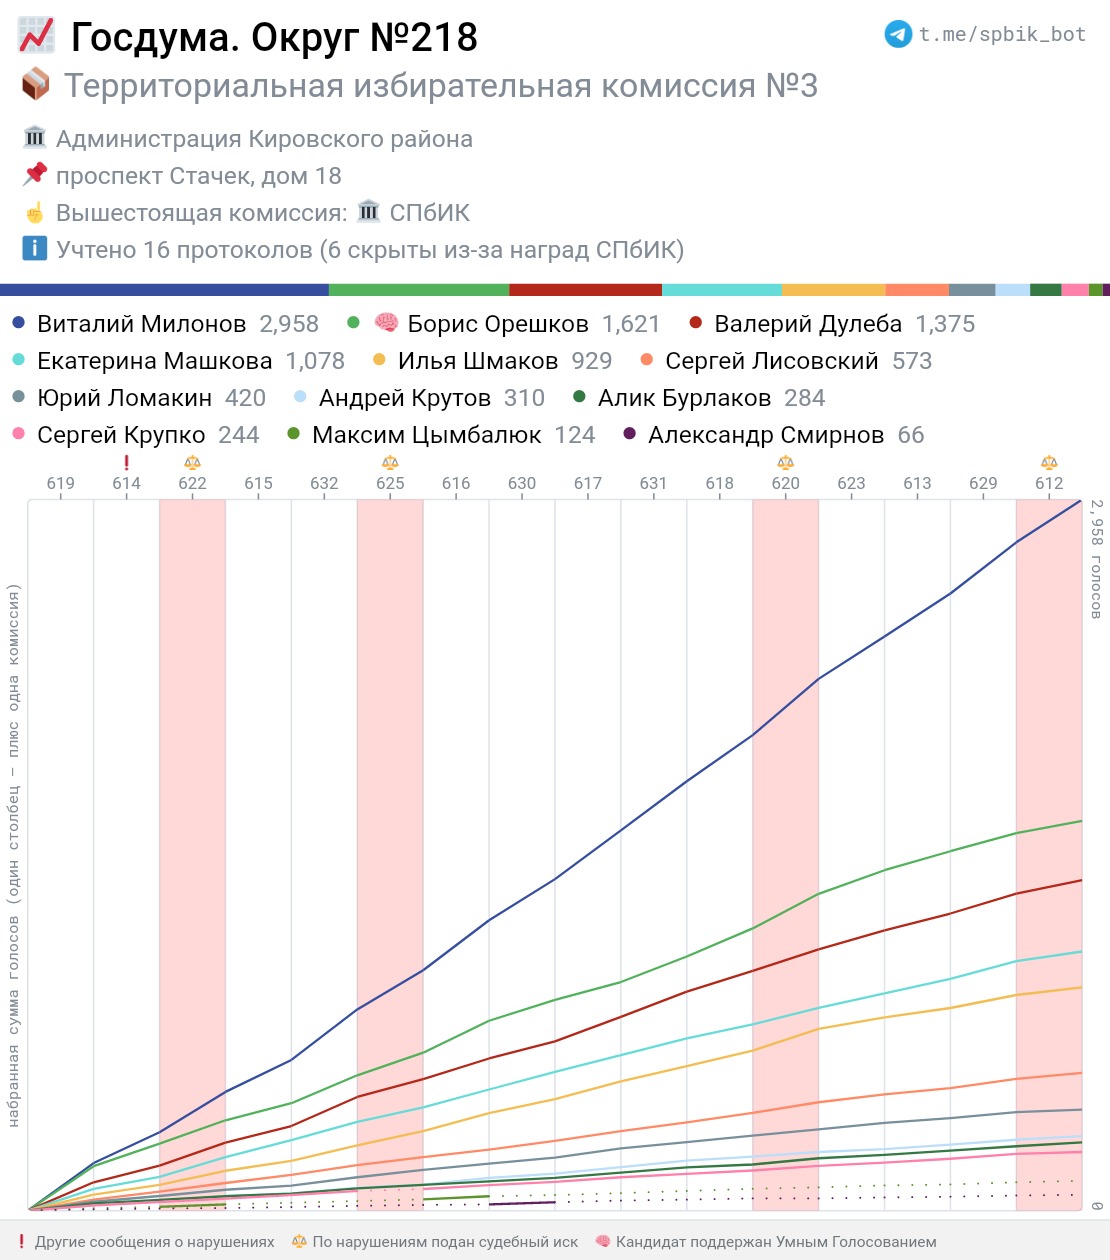 Госдума. Округ №218
t.me/spbik_bot
Территориальная избирательная комиссия №3
Администрация Кировского района
проспект Стачек, дом 18
Вышестоящая комиссия: СПбИК
Учтено 16 протоколов (6 скрыты из-за наград СПбИК)
Виталий Милонов 2,958 Борис Орешков 1,621 Валерий Дулеба 1,375
Екатерина Машкова 1,078 Илья Шмаков 929 Сергей Лисовский 573
Юрий Ломакин 420 Андрей Крутов 310 Алик Бурлаков 284
Сергей Крупко 244 Максим Цымбалюк 124 Александр Смирнов 66
619 614 622 615 632 625 616 630 617 631 618 620 623 613 629 612
2,958 голосов
набранная сумма голосов (один столбец — плюс одна комиссия)
0
Другие сообщения о нарушениях По нарушениям подан судебный иск Кандидат поддержан Умным Голосованием